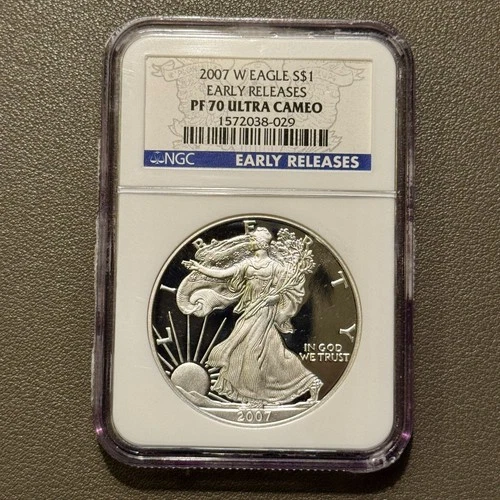 2007 W EAGLE S$1
EARLY RELEASES
PF 70 ULTRA CAMEO
1572038-029
NGC EARLY RELEASES
LIBERTY
IN GOD
WE TRUST
2007